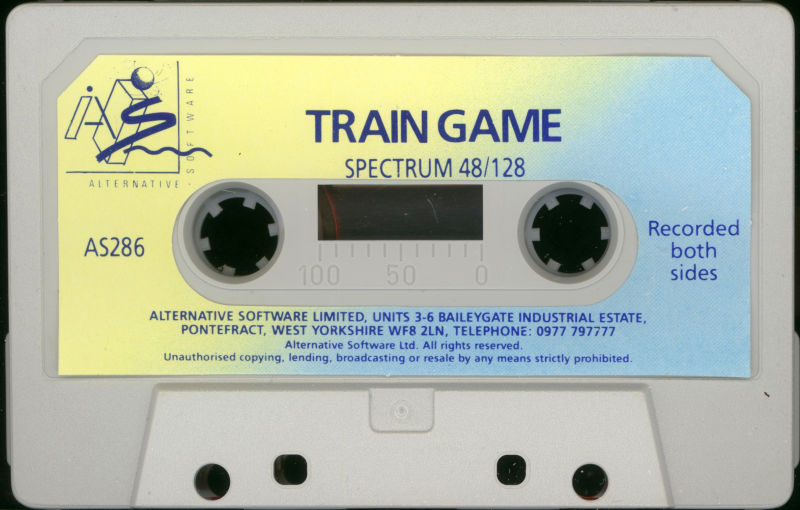 AS
SOFTWARE
ALTERNATIVE
TRAIN GAME
SPECTRUM 48/128
AS286
100 50 0
Recorded
both
sides
ALTERNATIVE SOFTWARE LIMITED, UNITS 3-6 BAILEYGATE INDUSTRIAL ESTATE,
PONTEFRACT, WEST YORKSHIRE WF8 2LN, TELEPHONE: 0977 797777
Alternative Software Ltd. All rights reserved.
Unauthorised copying, lending, broadcasting or resale by any means strictly prohibited.